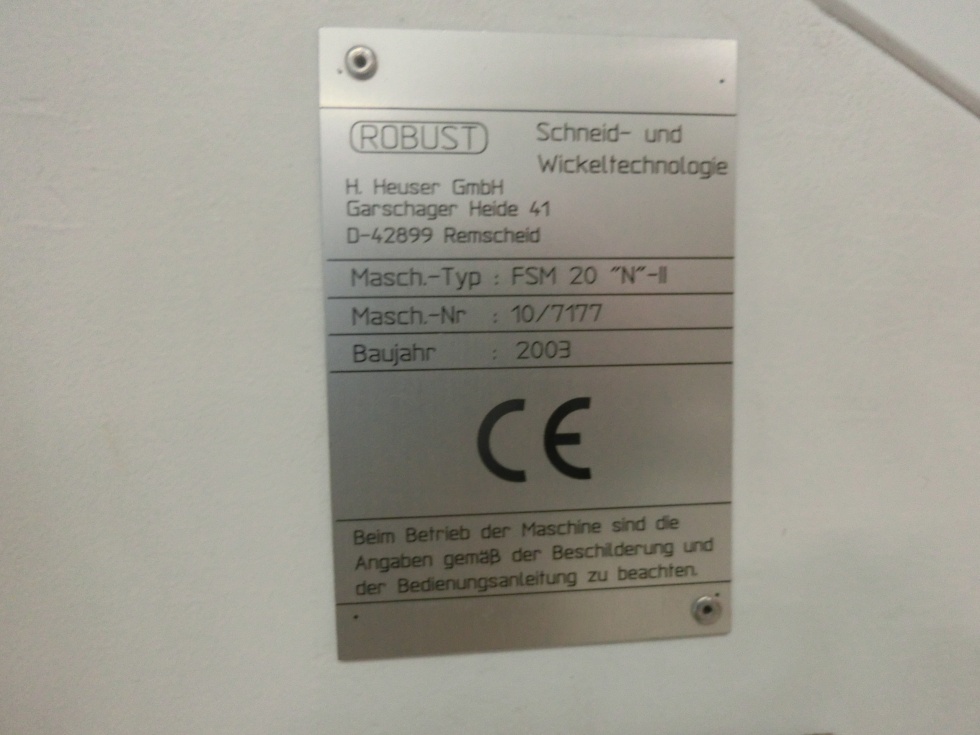 ROBUST
Schneid- und
Wickeltechnologie
H. Heuser GmbH
Garschager Heide 41
D-42899 Remscheid
Masch.-Typ : FSM 20 "N"-II
Masch.-Nr : 10/7177
Baujahr : 2003
CE
Beim Betrieb der Maschine sind die
Angaben gemäß der Beschilderung und
der Bedienungsanleitung zu beachten.